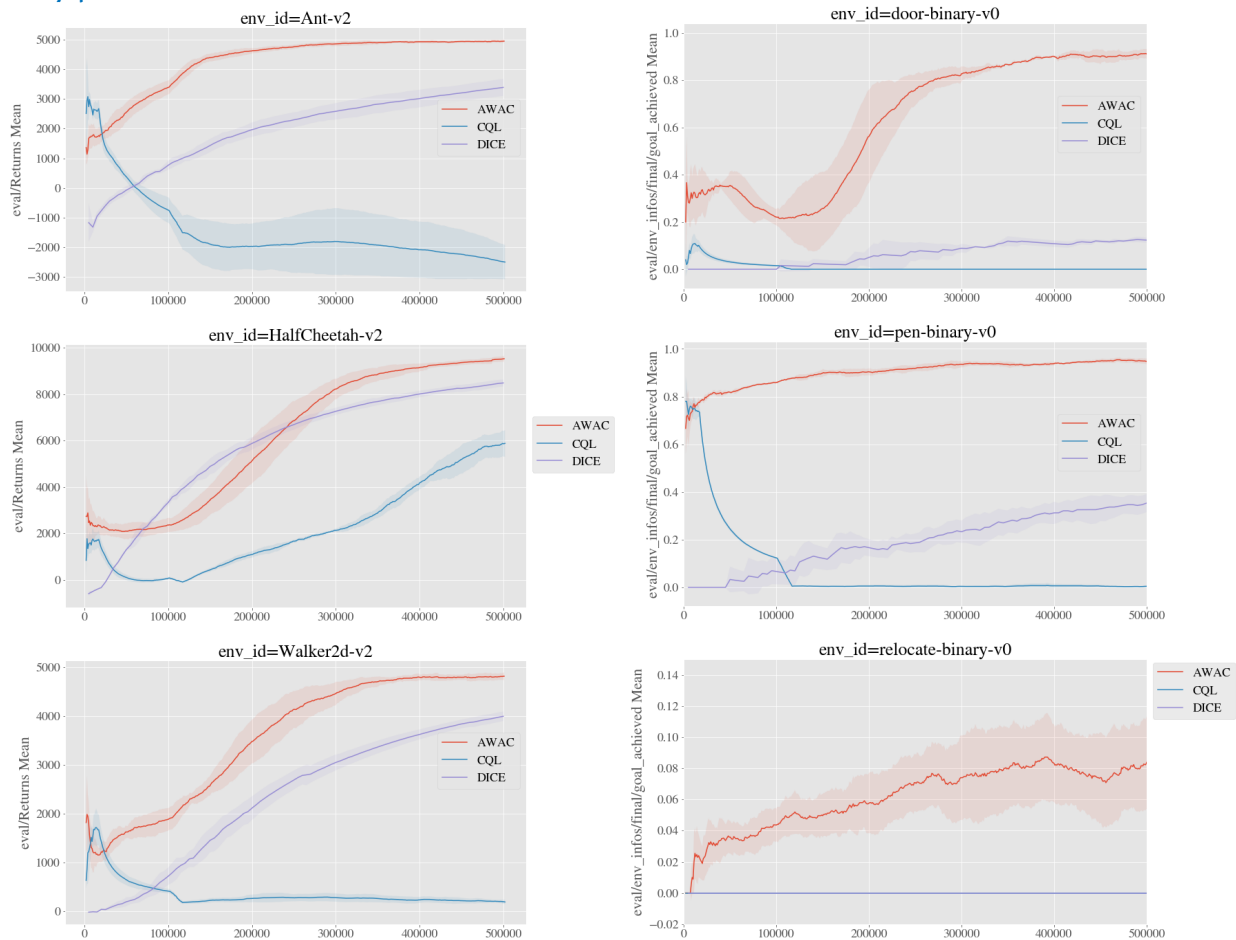 env_id=Ant-v2
5000
4000
3000
2000
1000
0
−1000
−2000
−3000
eval/Returns Mean
AWAC
CQL
DICE
0 100000 200000 300000 400000 500000
env_id=door-binary-v0
1.0
0.8
0.6
0.4
0.2
0.0
eval/env_infos/final/goal_achieved Mean
AWAC
CQL
DICE
0 100000 200000 300000 400000 500000
env_id=HalfCheetah-v2
10000
8000
6000
4000
2000
0
eval/Returns Mean
AWAC
CQL
DICE
0 100000 200000 300000 400000 500000
env_id=pen-binary-v0
1.0
0.8
0.6
0.4
0.2
0.0
eval/env_infos/final/goal_achieved Mean
AWAC
CQL
DICE
0 100000 200000 300000 400000 500000
env_id=Walker2d-v2
5000
4000
3000
2000
1000
0
eval/Returns Mean
AWAC
CQL
DICE
0 100000 200000 300000 400000 500000
env_id=relocate-binary-v0
0.14
0.12
0.10
0.08
0.06
0.04
0.02
0.00
−0.02
eval/env_infos/final/goal_achieved Mean
AWAC
CQL
DICE
0 100000 200000 300000 400000 500000